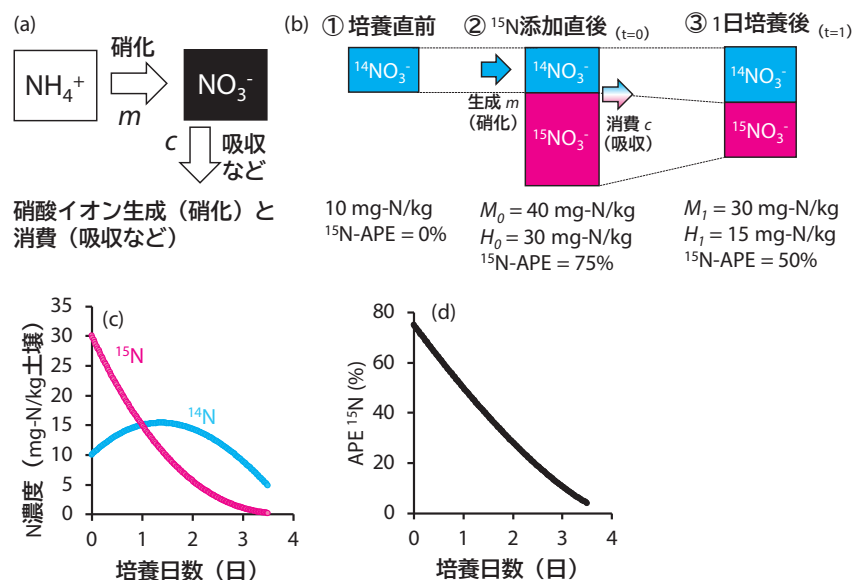 (a)
硝化
NH₄⁺
NO₃⁻
m
c
吸収
など
硝酸イオン生成（硝化）と
消費（吸収など）
(b)
① 培養直前
② ¹⁵N添加直後 (t=0)
③ 1日培養後 (t=1)
¹⁴NO₃⁻
¹⁴NO₃⁻
¹⁴NO₃⁻
生成 m
（硝化）
¹⁵NO₃⁻
消費 c
（吸収）
¹⁵NO₃⁻
10 mg-N/kg
¹⁵N-APE = 0%
M₀ = 40 mg-N/kg
H₀ = 30 mg-N/kg
¹⁵N-APE = 75%
M₁ = 30 mg-N/kg
H₁ = 15 mg-N/kg
¹⁵N-APE = 50%
(c)
N濃度（mg-N/kg土壌）
35
30
25
20
15
10
5
0
¹⁵N
¹⁴N
0 1 2 3 4
培養日数（日）
(d)
APE ¹⁵N (%)
80
60
40
20
0
0 1 2 3 4
培養日数（日）